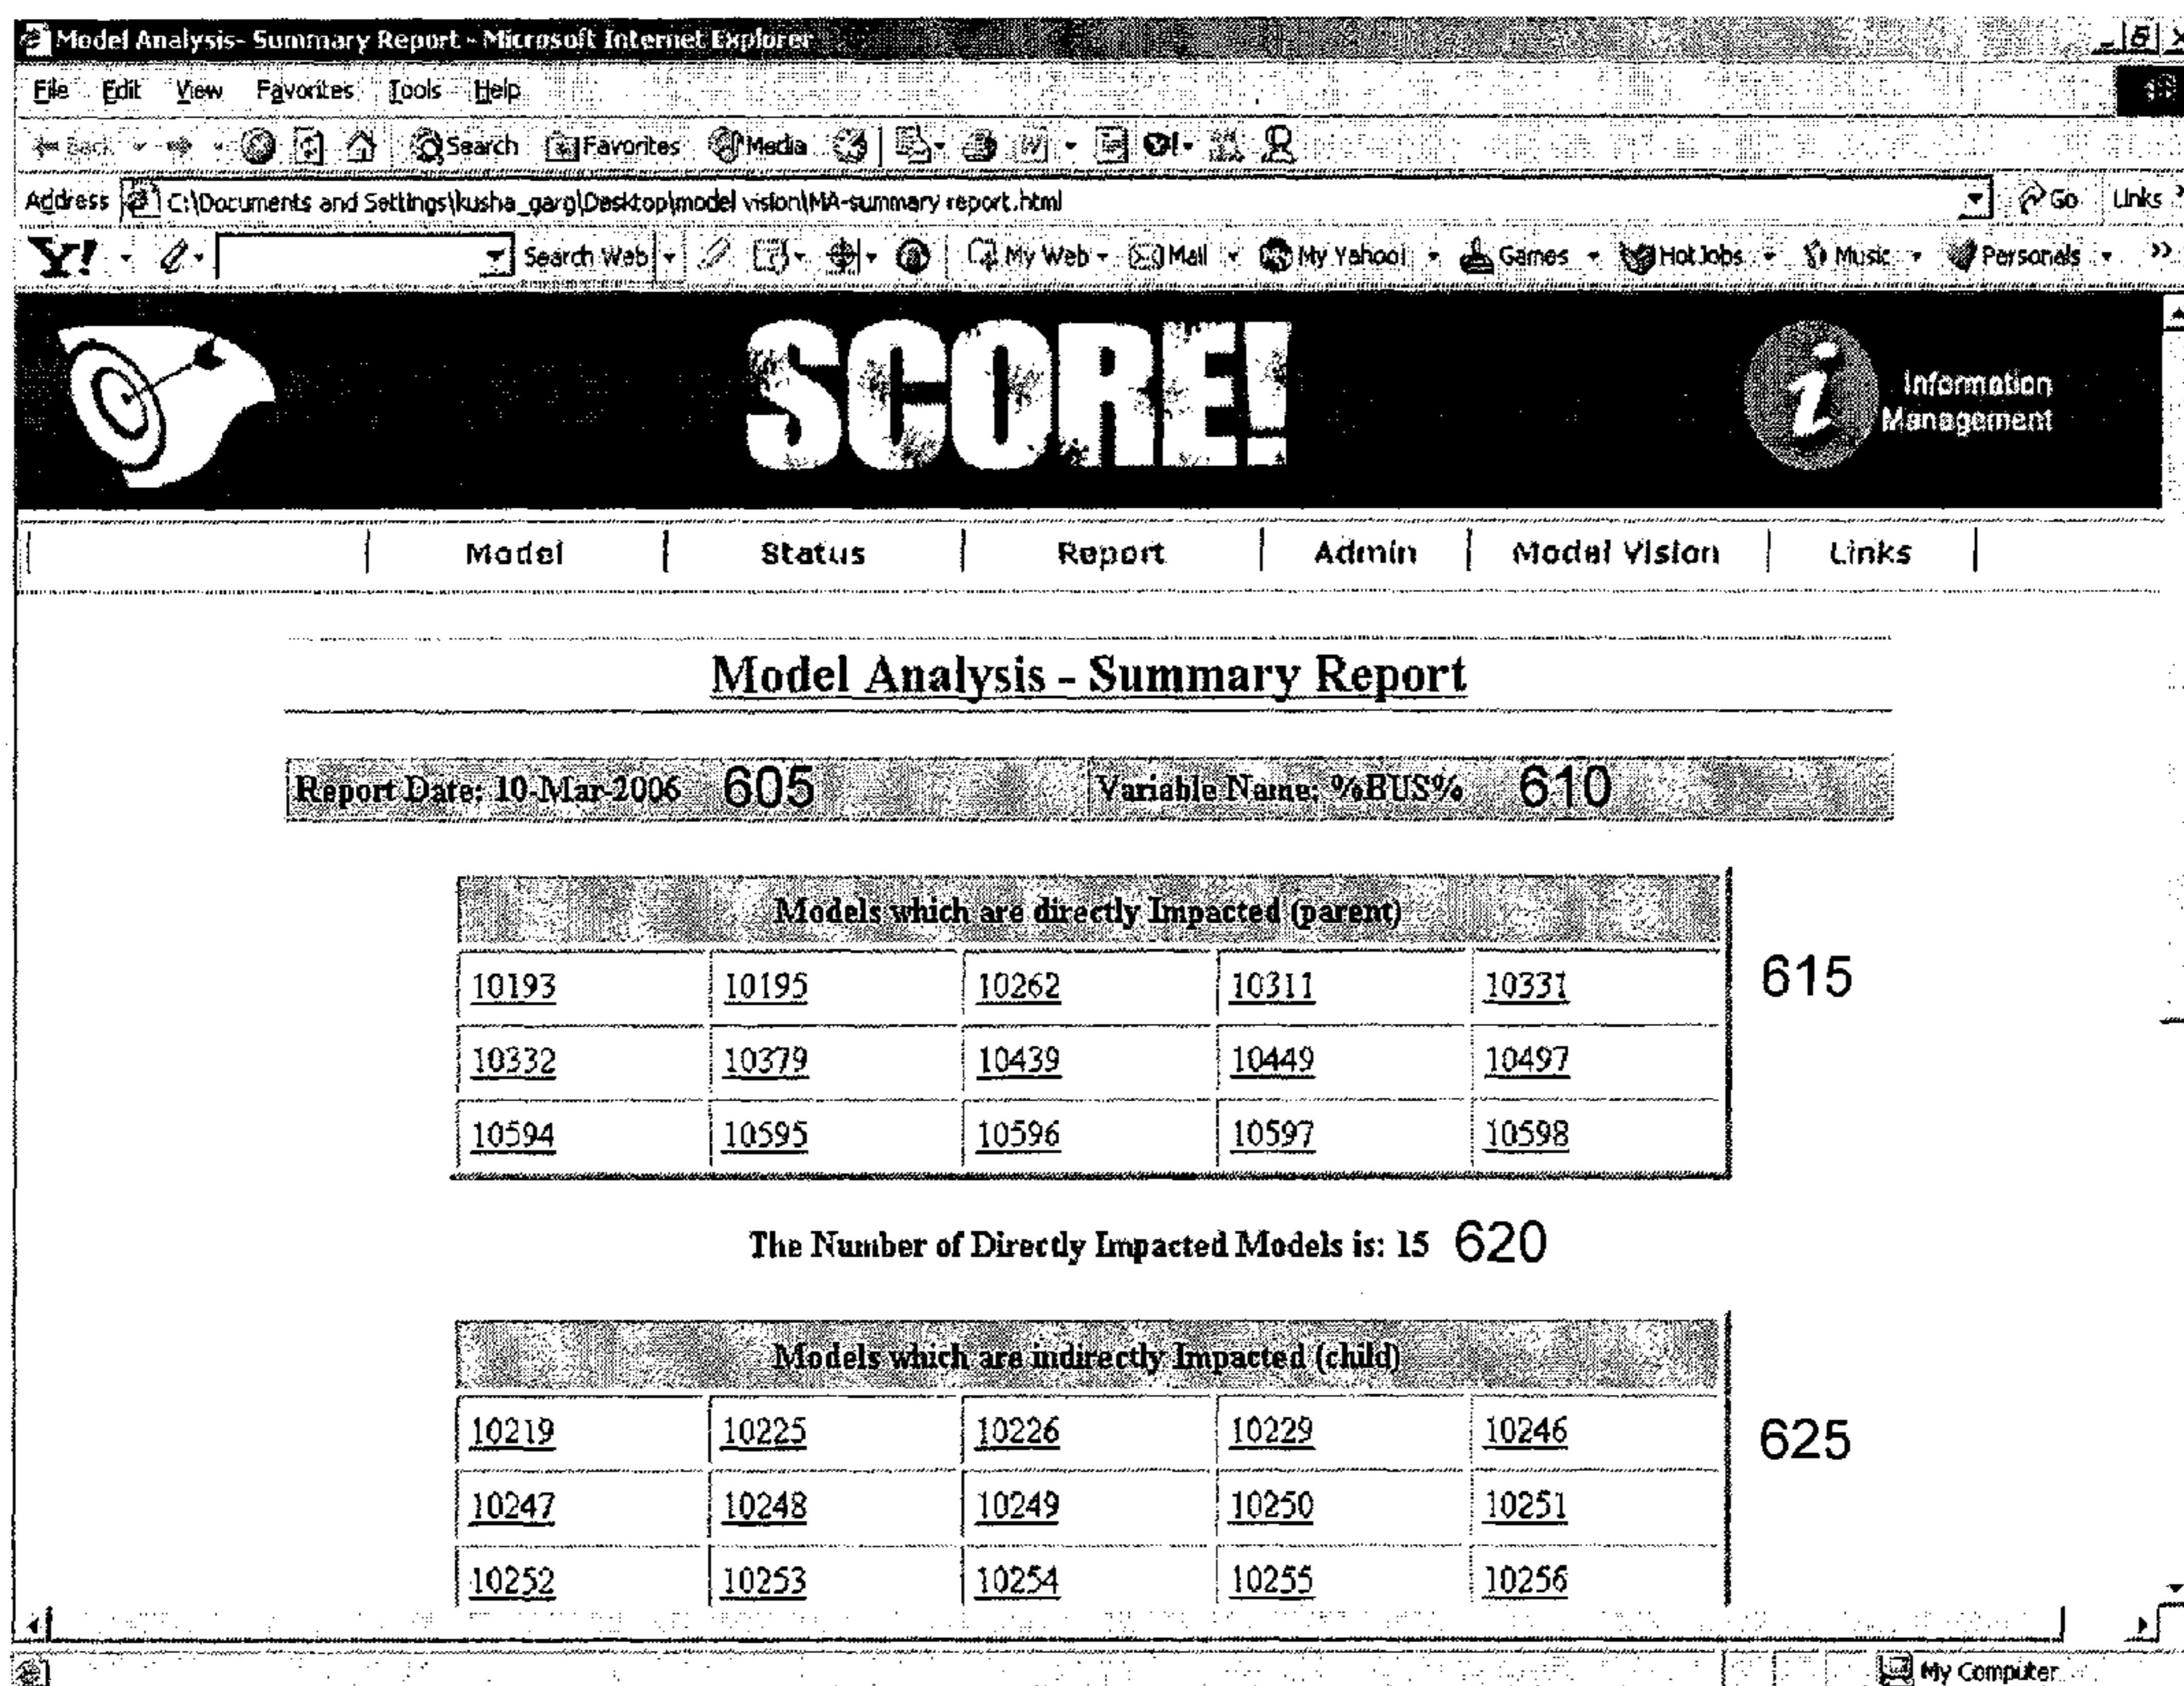 Model Analysis- Summary Report - Microsoft Internet Explorer
File Edit View Favorites Tools Help
Back Search Favorites Media
Address C:\Documents and Settings\kusha_garg\Desktop\model vision\MA-summary report.html Go Links »
Y! Search Web My Web Mail My Yahoo! Games HotJobs Music Personals »
SCORE!
i Information
Management
Model Status Report Admin Model Vision Links
Model Analysis - Summary Report
Report Date: 10-Mar-2006 605 Variable Name: %BUS% 610
Models which are directly Impacted (parent)
10193 10195 10262 10311 10331 615
10332 10379 10439 10449 10497
10594 10595 10596 10597 10598
The Number of Directly Impacted Models is: 15 620
Models which are indirectly Impacted (child)
10219 10225 10226 10229 10246 625
10247 10248 10249 10250 10251
10252 10253 10254 10255 10256
My Computer